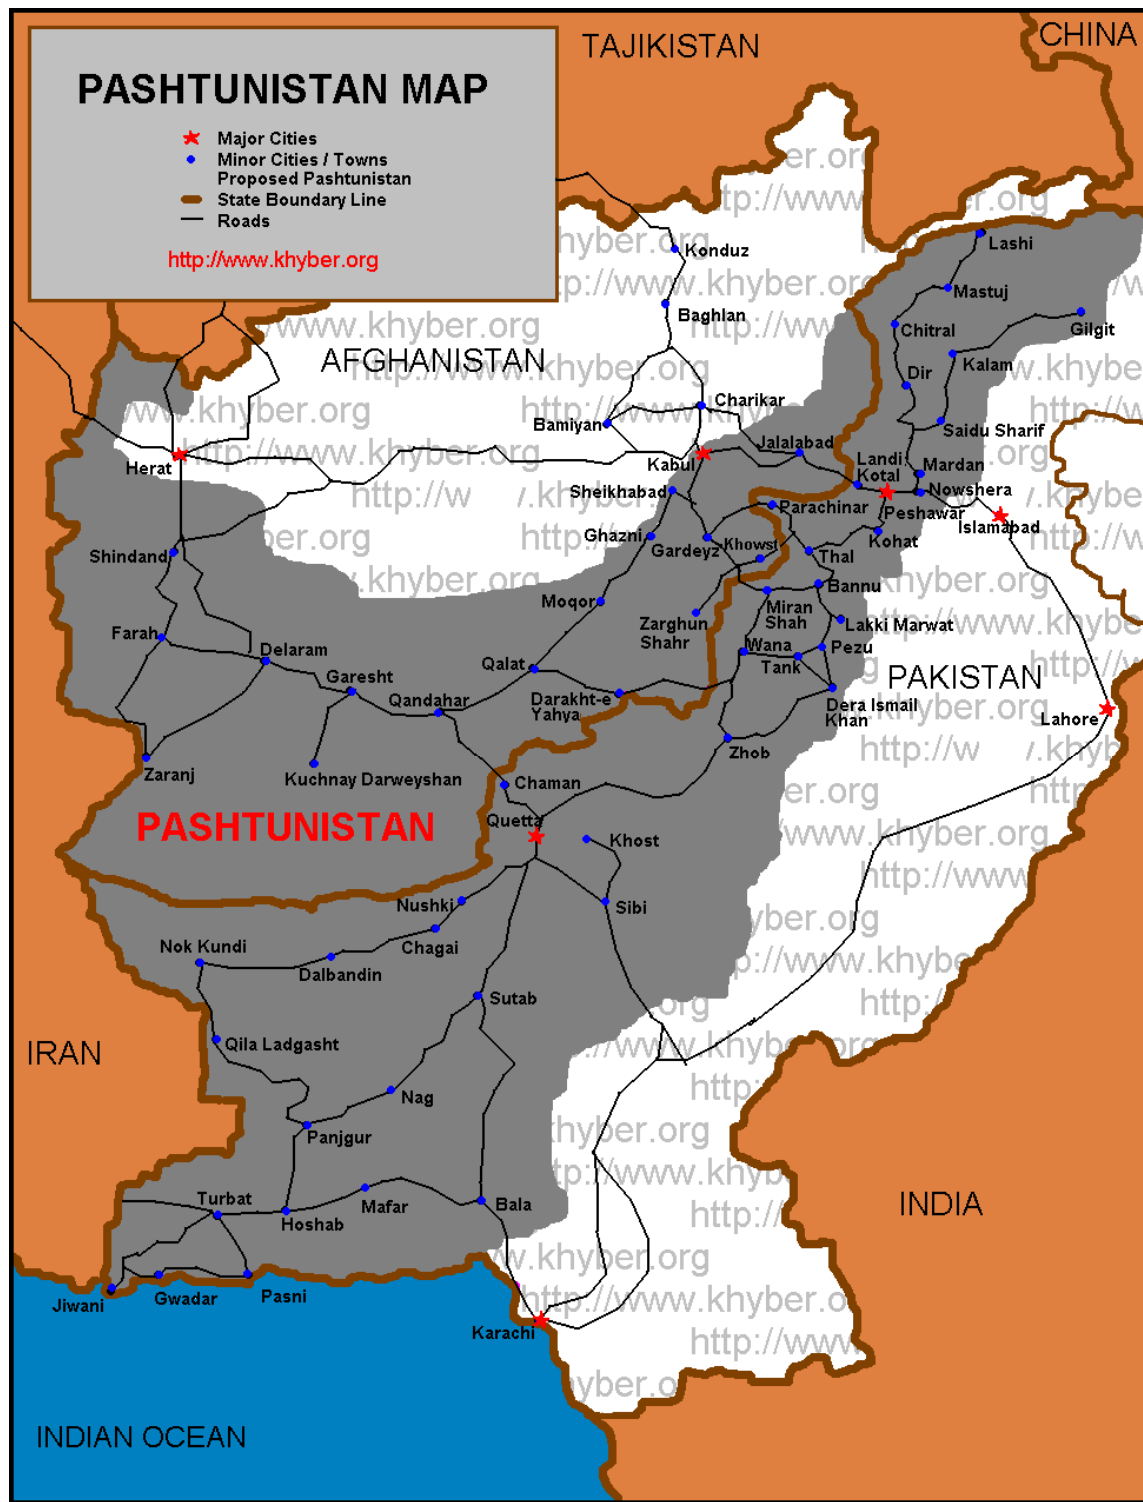 TAJIKISTAN
CHINA
PASHTUNISTAN MAP
Major Cities
Minor Cities / Towns
Proposed Pashtunistan
State Boundary Line
Roads
http://www.khyber.org
Konduz
Lashi
Mastuj
Baghlan
Chitral
Gilgit
AFGHANISTAN
Kalam
Dir
Charikar
Bamiyan
Saidu Sharif
Jalalabad
Herat
Kabul
Landi
Kotal
Mardan
Nowshera
Sheikhabad
Parachinar
Peshawar
Islamabad
Ghazni
Gardeyz
Khowst
Kohat
Shindand
Thal
Bannu
Moqor
Zarghun
Shahr
Miran
Shah
Lakki Marwat
Farah
Delaram
Wana
Tank
Pezu
Qalat
Garesht
PAKISTAN
Qandahar
Darakht-e
Yahya
Dera Ismail
Khan
Lahore
Zhob
Zaranj
Kuchnay Darweyshan
Chaman
PASHTUNISTAN
Quetta
Khost
Nushki
Sibi
Nok Kundi
Chagai
Dalbandin
Sutab
IRAN
Qila Ladgasht
Nag
Panjgur
Turbat
Mafar
Bala
Hoshab
INDIA
Jiwani
Gwadar
Pasni
Karachi
INDIAN OCEAN